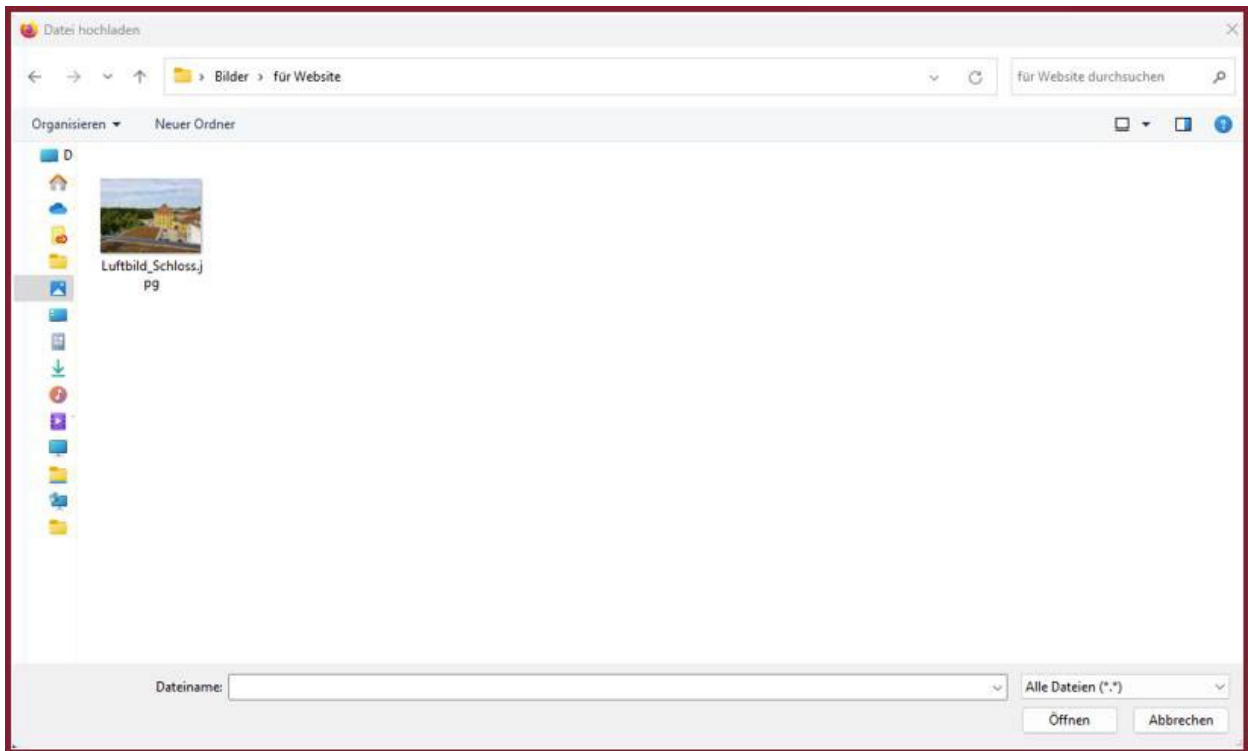 Datei hochladen
Bilder › für Website
für Website durchsuchen
Organisieren
Neuer Ordner
D
Luftbild_Schloss.j
pg
Dateiname:
Alle Dateien (*.*)
Öffnen
Abbrechen